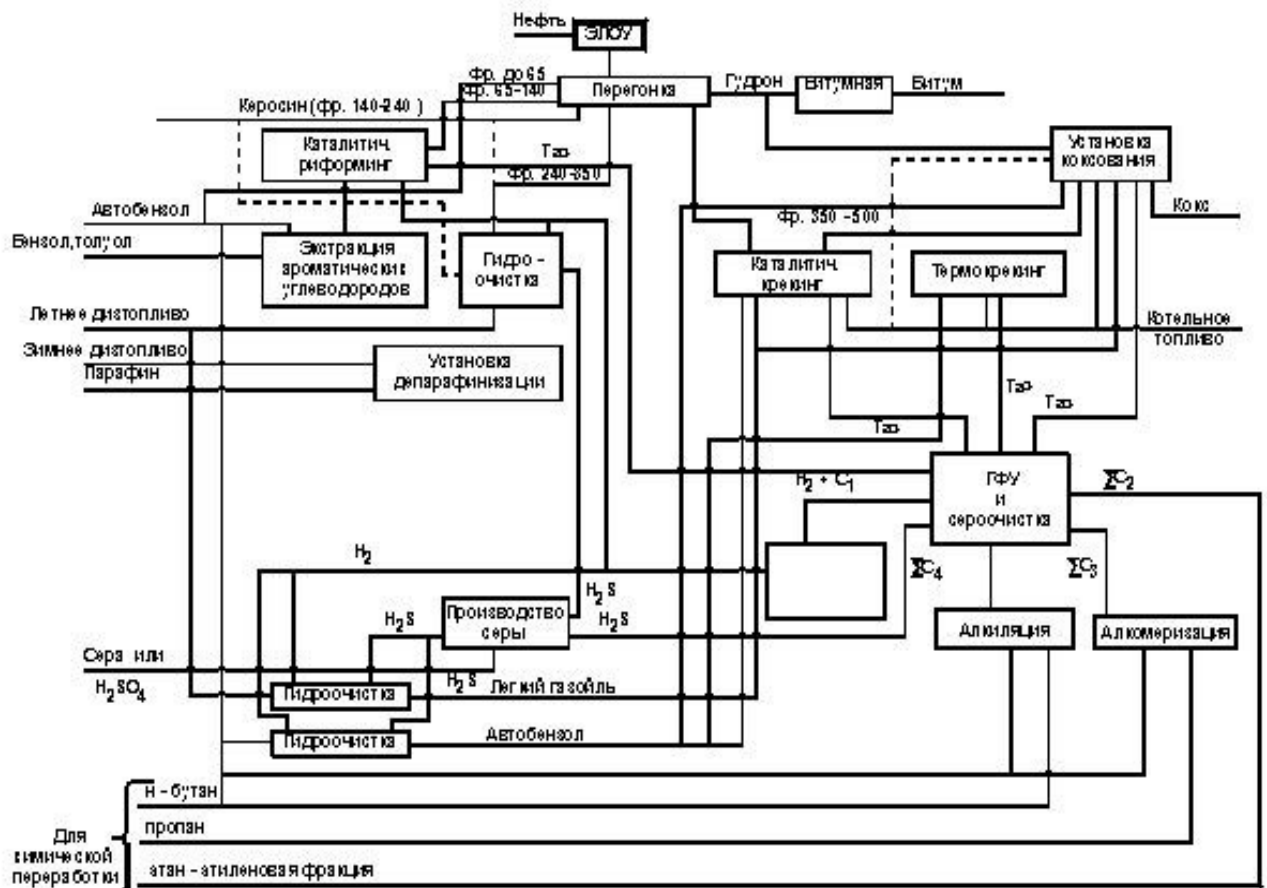 Нефть
ЭЛОУ
Фр. до 65
Фр. 65-140
Перегонка
Гудрон
Битумная
Битум
Керосин (фр. 140-240 )
Каталитич.
риформинг
Газ
Установка
коксования
Фр. 240-350
Автобензол
Кокс
Бензол, толуол
Экстракция
ароматических
углеводородов
Гидро -
очистка
Фр. 350 -500
Каталитич.
крекинг
Термокрекинг
Летнее дизтопливо
Котельное
топливо
Зимнее дизтопливо
Парафин
Установка
депарафинизации
Газ
Газ
Газ
H2 + C1
ГФУ
и
сероочистка
ΣC2
H2
ΣC4
ΣC3
H2S
H2S
Производство
серы
H2S
Алкиляция
Алкомеризация
Сера или
H2SO4
H2S
Гидроочистка
Легкий газойль
Гидроочистка
Автобензол
н - бутан
Для
химической
переработки
пропан
этан - этиленовая фракция